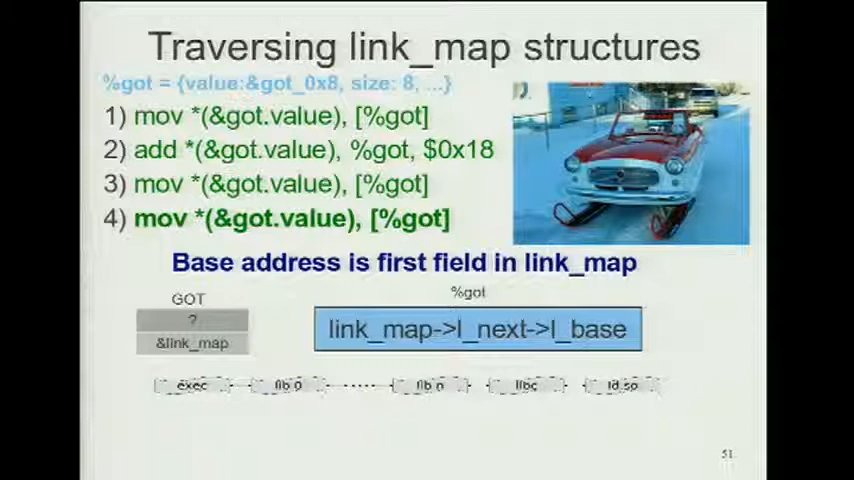 Traversing link_map structures
%got = {value:&got_0x8, size: 8, ...}
1) mov *(&got.value), [%got]
2) add *(&got.value), %got, $0x18
3) mov *(&got.value), [%got]
4) mov *(&got.value), [%got]
Base address is first field in link_map
GOT
%got
?
&link_map
link_map->l_next->l_base
exec lib 0 ...... lib n libc ld.so
51